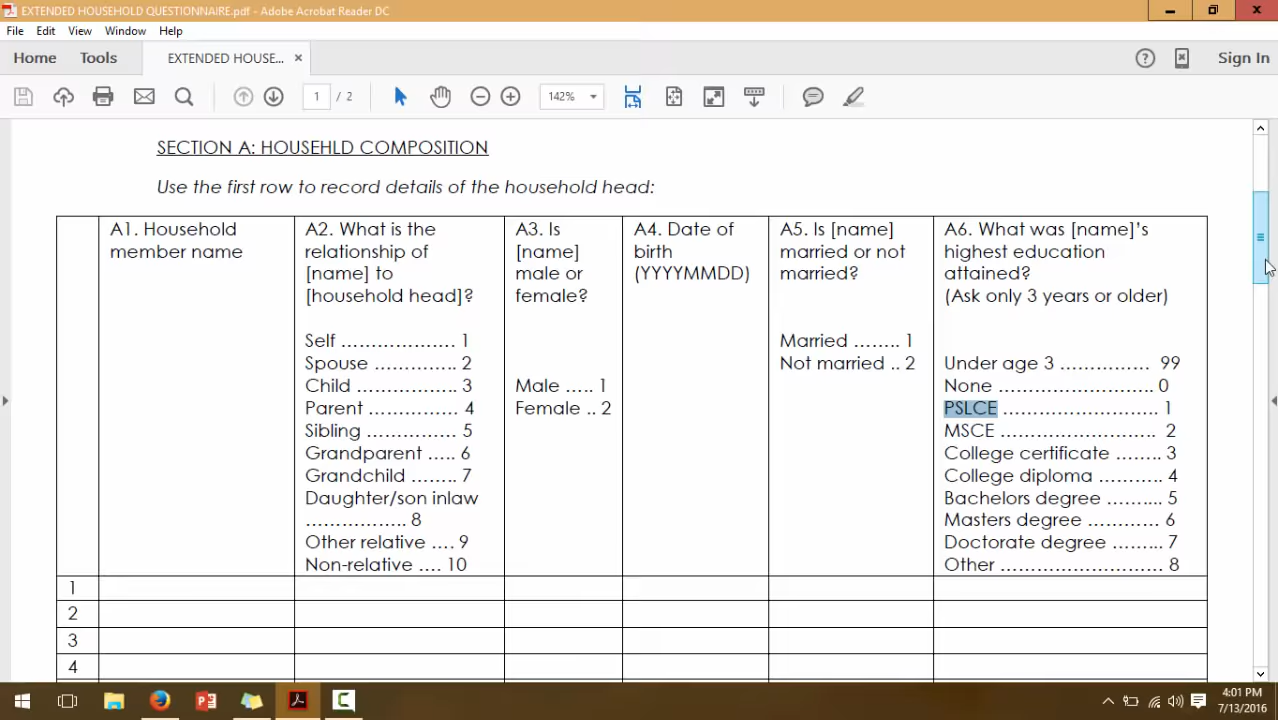 EXTENDED HOUSEHOLD QUESTIONNAIRE.pdf - Adobe Acrobat Reader DC
File Edit View Window Help
Home Tools EXTENDED HOUSE... × Sign In
1 / 2 142%
SECTION A: HOUSEHLD COMPOSITION
Use the first row to record details of the household head:
A1. Household
member name
A2. What is the
relationship of
[name] to
[household head]?
Self ………………. 1
Spouse ………….. 2
Child …………….. 3
Parent …………… 4
Sibling …………… 5
Grandparent ….. 6
Grandchild …….. 7
Daughter/son inlaw
…………….. 8
Other relative …. 9
Non-relative …. 10
A3. Is
[name]
male or
female?
Male ….. 1
Female .. 2
A4. Date of
birth
(YYYYMMDD)
A5. Is [name]
married or not
married?
Married …….. 1
Not married .. 2
A6. What was [name]’s
highest education
attained?
(Ask only 3 years or older)
Under age 3 …………… 99
None …………………….. 0
PSLCE …………………….. 1
MSCE …………………….. 2
College certificate …….. 3
College diploma ……….. 4
Bachelors degree ……... 5
Masters degree ………… 6
Doctorate degree …….. 7
Other ……………………… 8
1
2
3
4
4:01 PM
7/13/2016